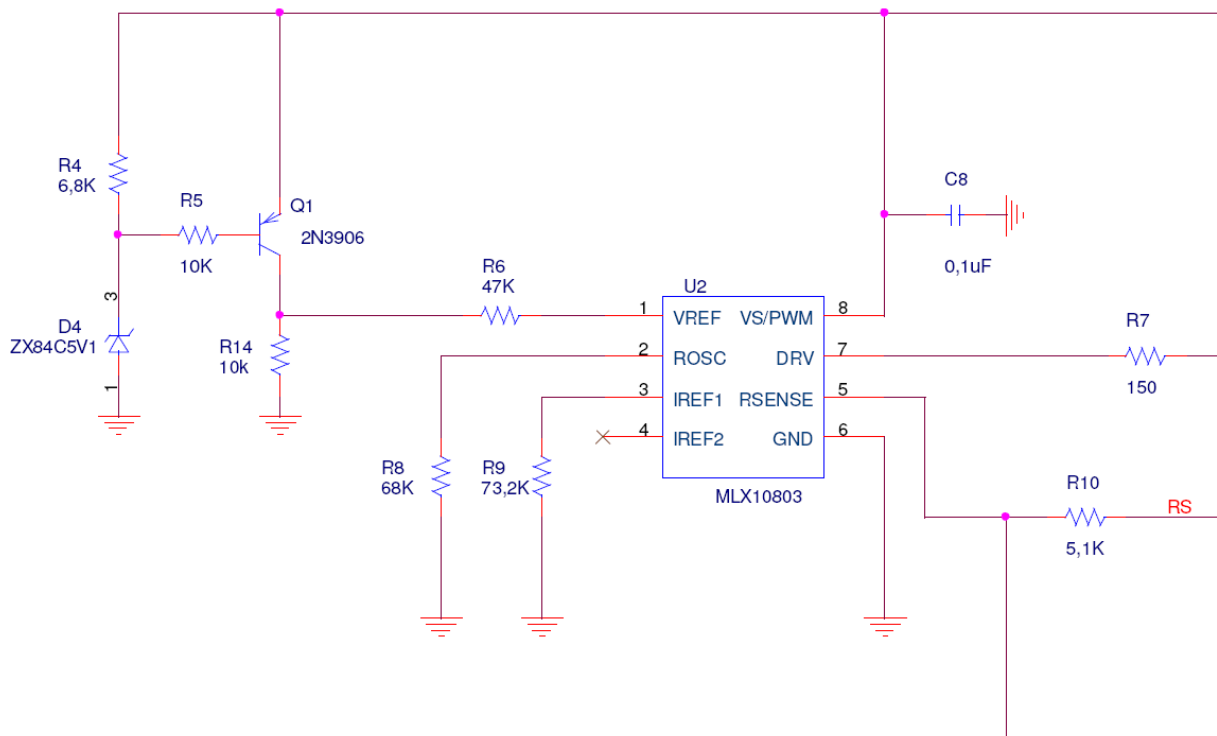 R4
6,8K
R5
10K
Q1
2N3906
C8
0,1uF
3
D4
ZX84C5V1
1
R14
10k
R6
47K
U2
1
VREF
VS/PWM
8
2
ROSC
DRV
7
3
IREF1
RSENSE
5
4
IREF2
GND
6
MLX10803
R7
150
R8
68K
R9
73,2K
R10
5,1K
RS